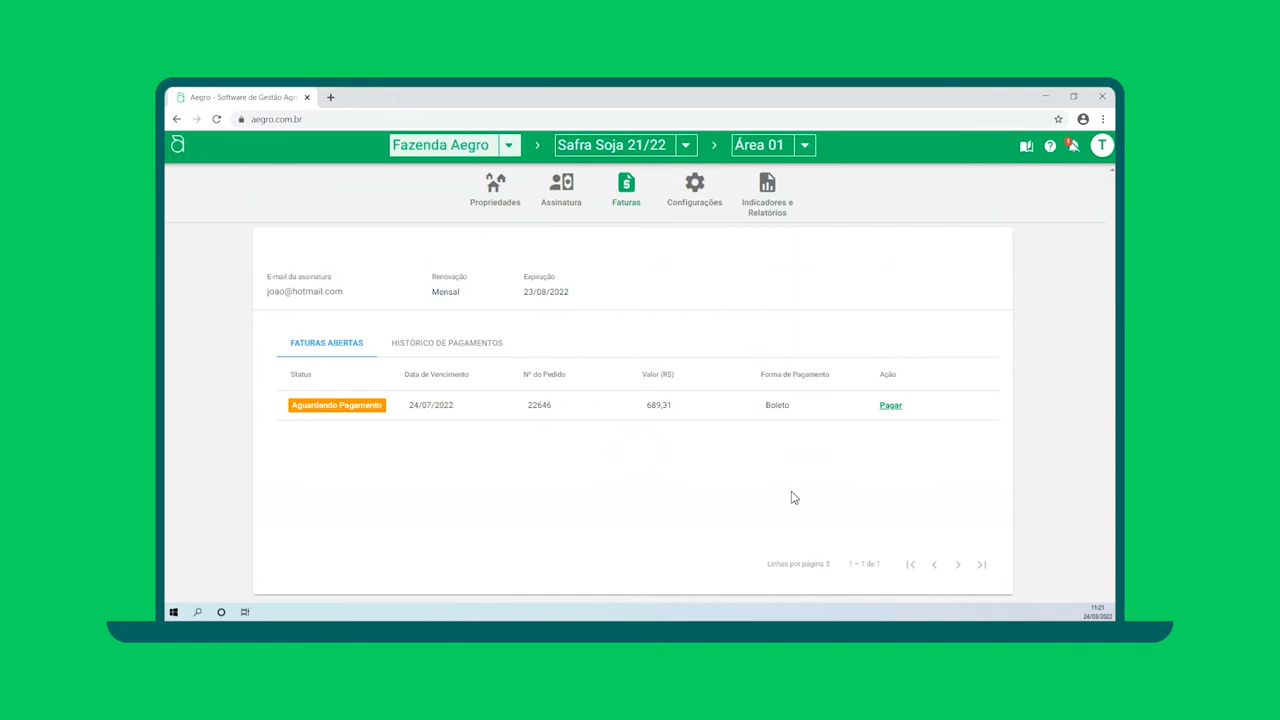 Aegro - Software de Gestão Agr
aegro.com.br
Fazenda Aegro > Safra Soja 21/22 > Área 01
T
Propriedades Assinatura Faturas Configurações Indicadores e
Relatórios
E-mail da assinatura Renovação Expiração
joao@hotmail.com Mensal 23/08/2022
FATURAS ABERTAS HISTÓRICO DE PAGAMENTOS
Status Data de Vencimento N° do Pedido Valor (R$) Forma de Pagamento Ação
Aguardando Pagamento 24/07/2022 22646 689,31 Boleto Pagar
Linhas por página 5 1 – 1 de 1
11:21
24/03/2022